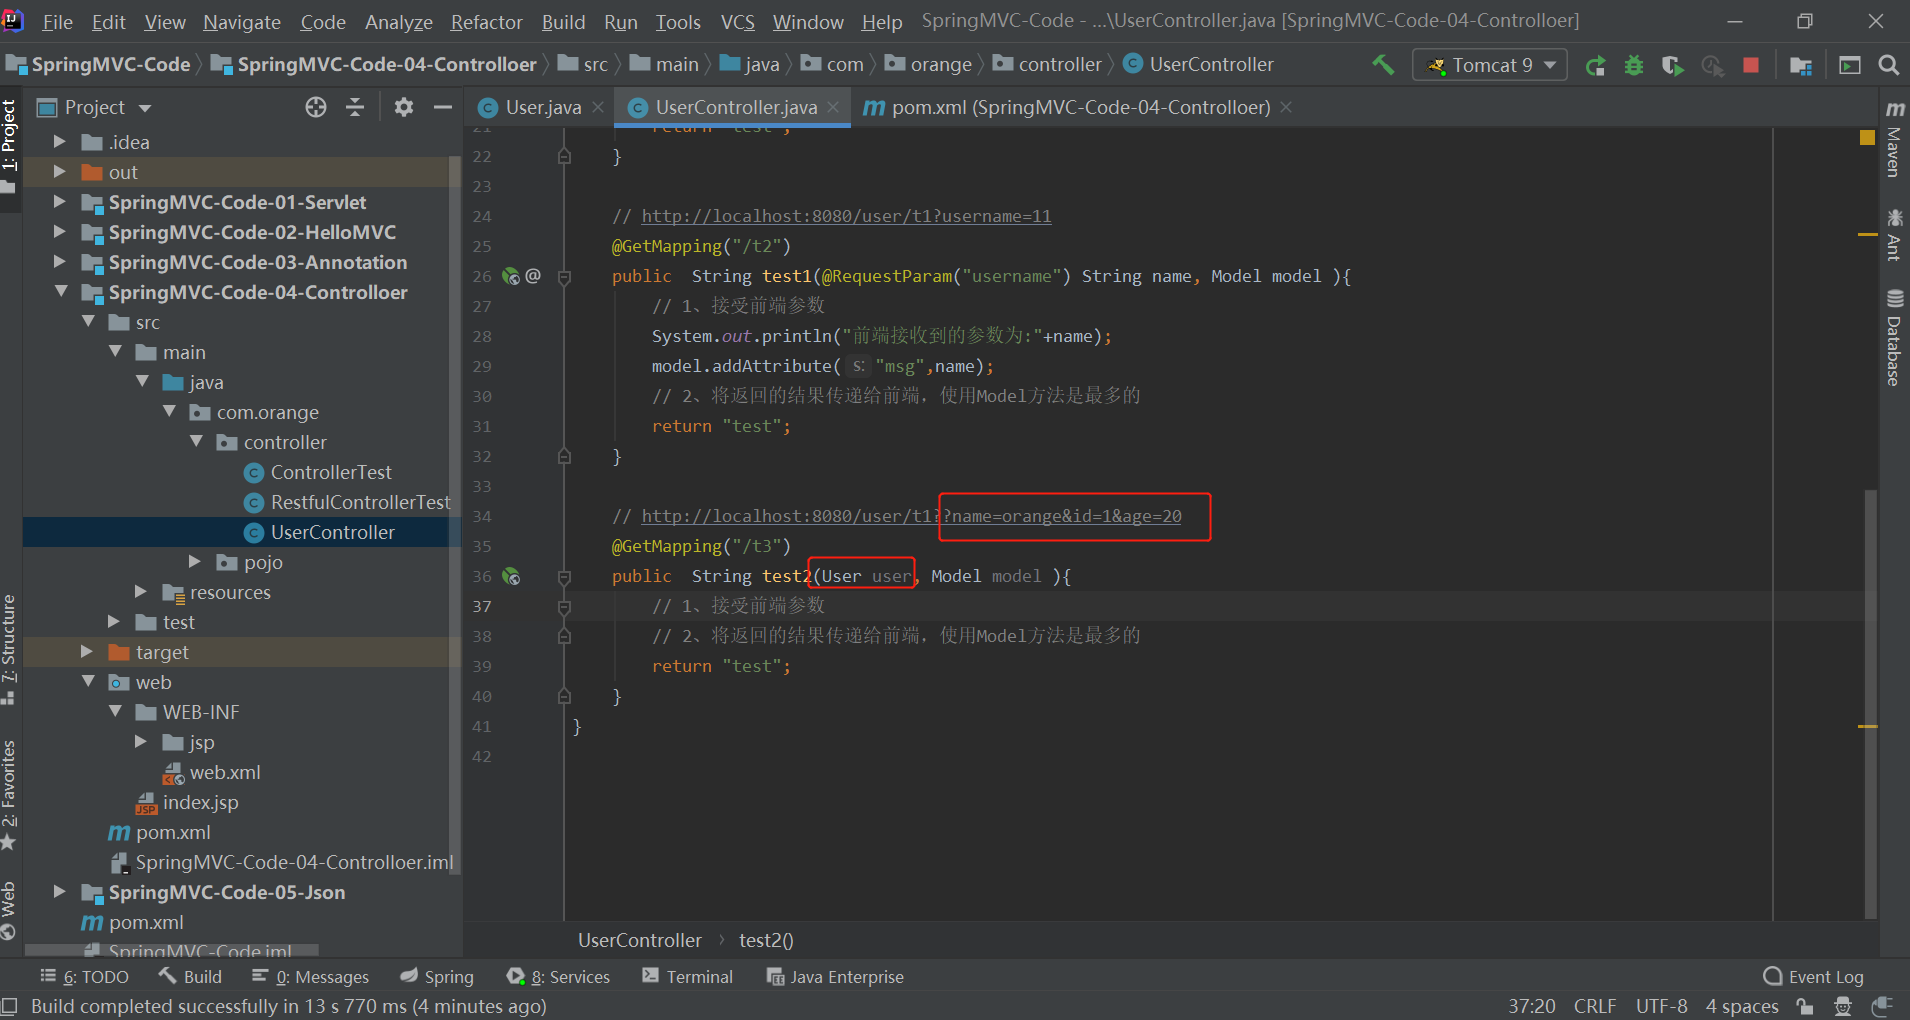 File Edit View Navigate Code Analyze Refactor Build Run Tools VCS Window Help SpringMVC-Code - ...\UserController.java [SpringMVC-Code-04-Controlloer]
SpringMVC-Code SpringMVC-Code-04-Controlloer src main java com orange controller UserController Tomcat 9
Project
User.java UserController.java pom.xml (SpringMVC-Code-04-Controlloer)
1: Project
7: Structure
2: Favorites
Web
.idea
out
SpringMVC-Code-01-Servlet
SpringMVC-Code-02-HelloMVC
SpringMVC-Code-03-Annotation
SpringMVC-Code-04-Controlloer
src
main
java
com.orange
controller
ControllerTest
RestfulControllerTest
UserController
pojo
resources
test
target
web
WEB-INF
jsp
web.xml
index.jsp
pom.xml
SpringMVC-Code-04-Controlloer.iml
SpringMVC-Code-05-Json
pom.xml
SpringMVC-Code.iml
21 return "test";
22 }
23
24 // http://localhost:8080/user/t1?username=11
25 @GetMapping("/t2")
26 @ public String test1(@RequestParam("username") String name, Model model ){
27 // 1、接受前端参数
28 System.out.println("前端接收到的参数为:"+name);
29 model.addAttribute( s: "msg",name);
30 // 2、将返回的结果传递给前端，使用Model方法是最多的
31 return "test";
32 }
33
34 // http://localhost:8080/user/t1??name=orange&id=1&age=20
35 @GetMapping("/t3")
36 public String test2(User user, Model model ){
37 // 1、接受前端参数
38 // 2、将返回的结果传递给前端，使用Model方法是最多的
39 return "test";
40 }
41 }
42
Maven
Ant
Database
UserController test2()
6: TODO Build 0: Messages Spring 8: Services Terminal Java Enterprise Event Log
Build completed successfully in 13 s 770 ms (4 minutes ago) 37:20 CRLF UTF-8 4 spaces